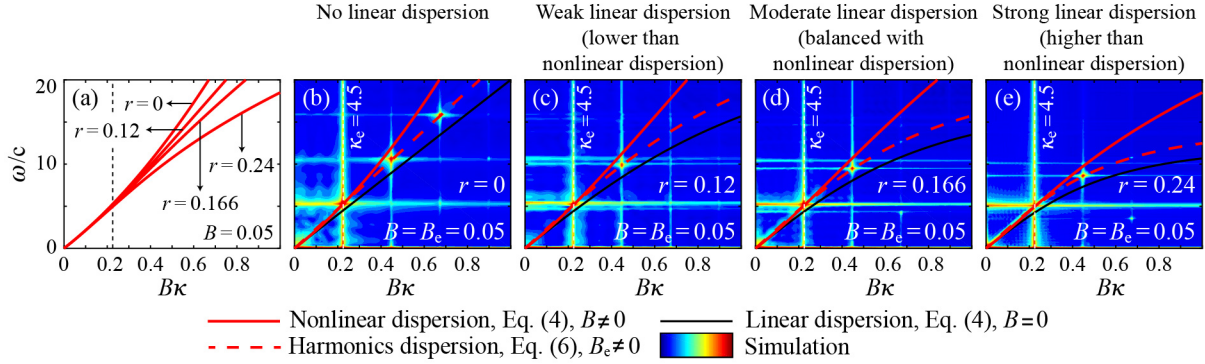 No linear dispersion
Weak linear dispersion
(lower than
nonlinear dispersion)
Moderate linear dispersion
(balanced with
nonlinear dispersion)
Strong linear dispersion
(higher than
nonlinear dispersion)
ω/c
20
10
0
(a)
r = 0
r = 0.12
r = 0.24
r = 0.166
B = 0.05
0 0.2 0.4 0.6 0.8
Bκ
(b)
κe = 4.5
r = 0
B = Be = 0.05
0 0.2 0.4 0.6 0.8
Bκ
(c)
κe = 4.5
r = 0.12
B = Be = 0.05
0 0.2 0.4 0.6 0.8
Bκ
(d)
κe = 4.5
r = 0.166
B = Be = 0.05
0 0.2 0.4 0.6 0.8
Bκ
(e)
κe = 4.5
r = 0.24
B = Be = 0.05
0 0.2 0.4 0.6 0.8
Bκ
Nonlinear dispersion, Eq. (4), B≠0
Linear dispersion, Eq. (4), B=0
Harmonics dispersion, Eq. (6), Be≠0
Simulation